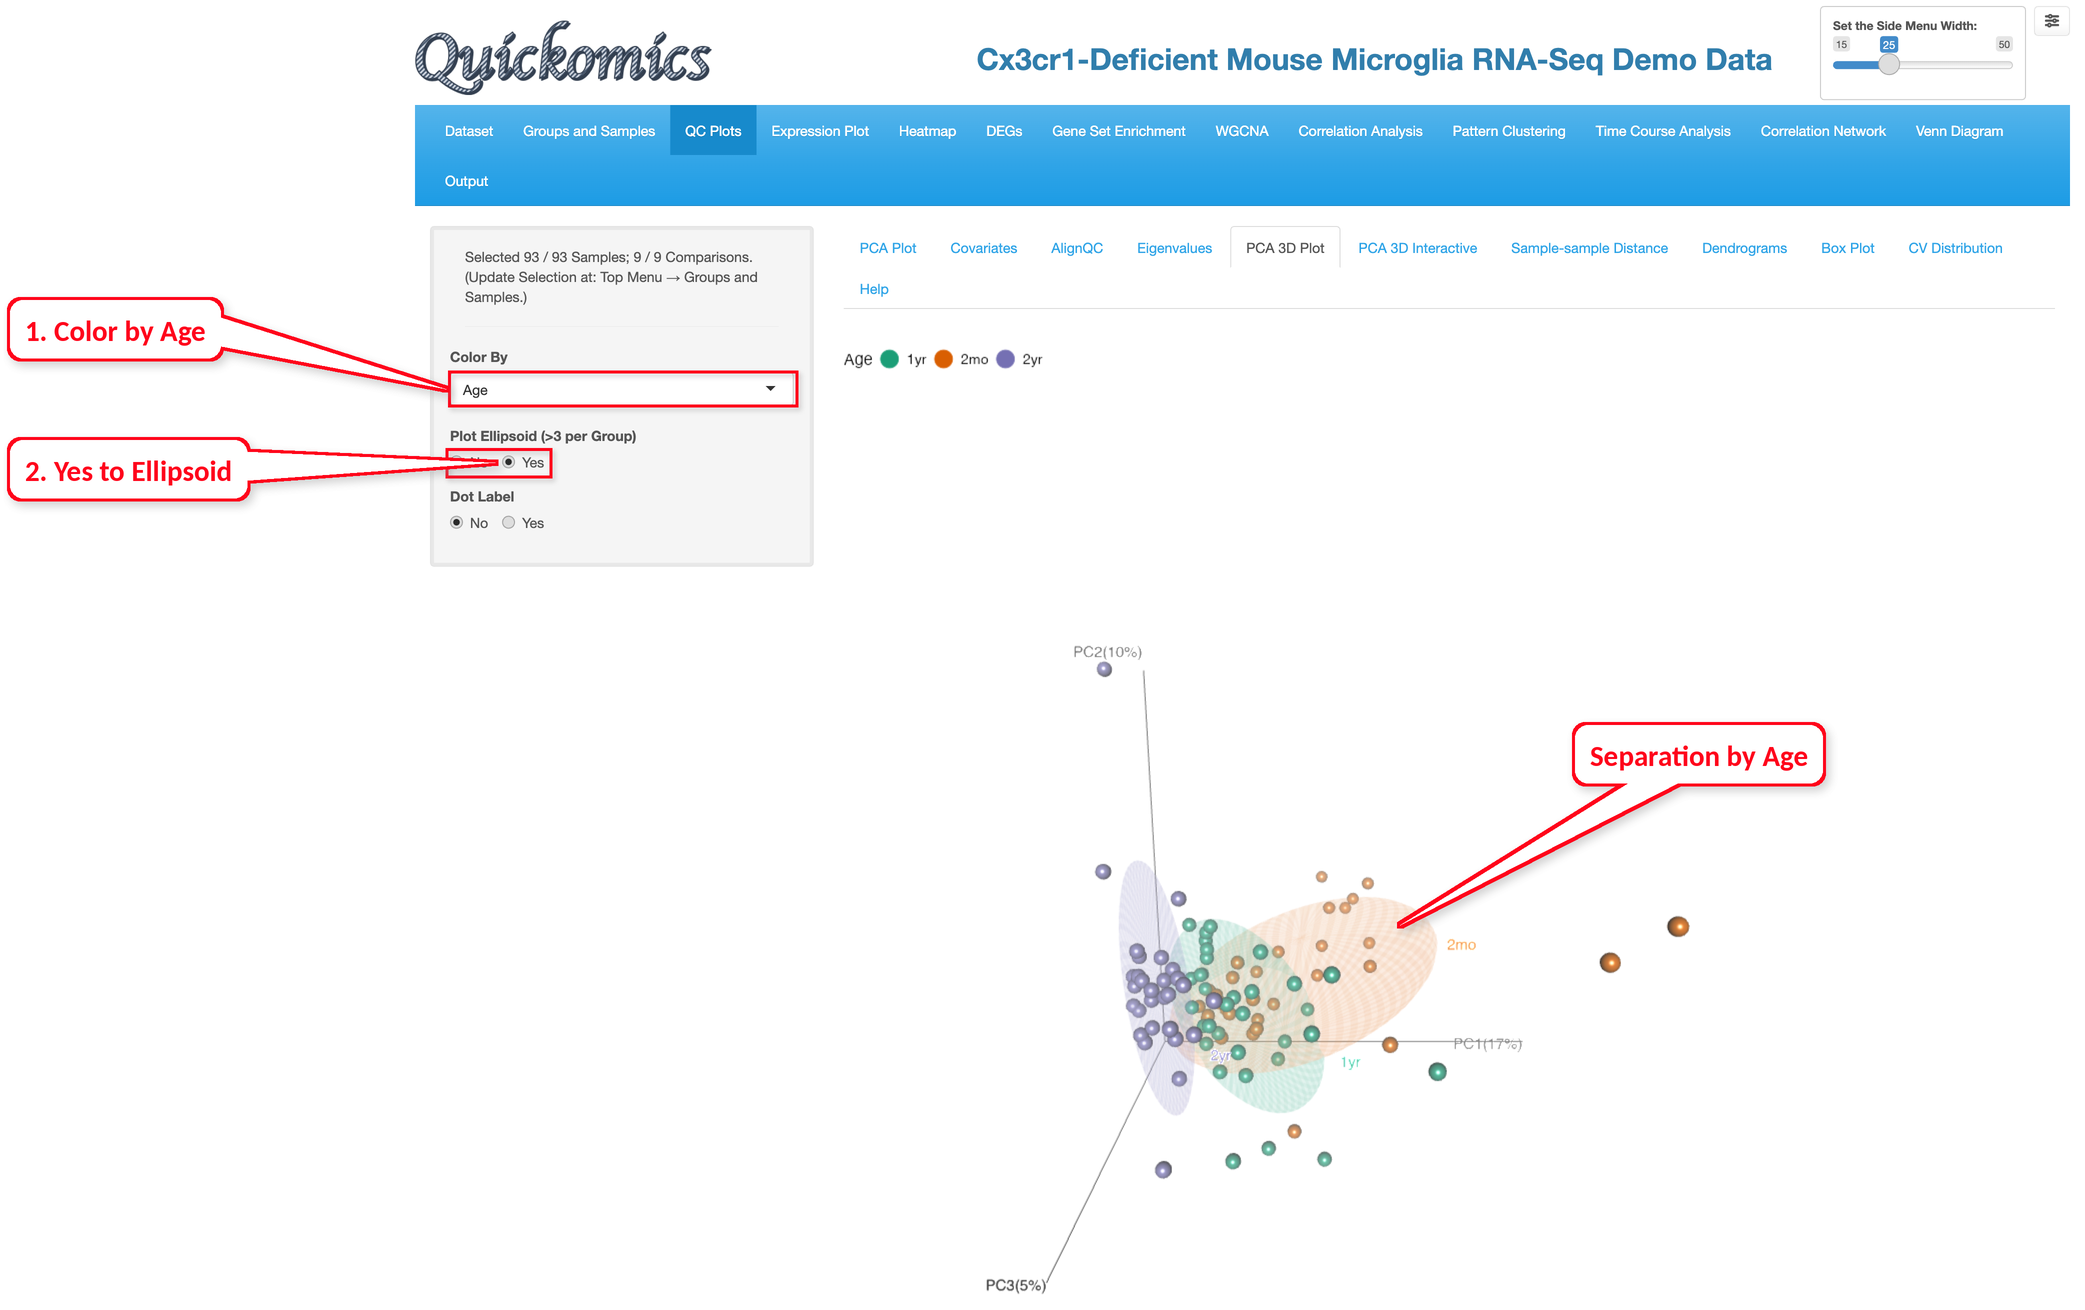 Quickomics
Cx3cr1-Deficient Mouse Microglia RNA-Seq Demo Data
Set the Side Menu Width:
15 25 50
Dataset Groups and Samples QC Plots Expression Plot Heatmap DEGs Gene Set Enrichment WGCNA Correlation Analysis Pattern Clustering Time Course Analysis Correlation Network Venn Diagram
Output
Selected 93 / 93 Samples; 9 / 9 Comparisons.
(Update Selection at: Top Menu → Groups and
Samples.)
1. Color by Age
Color By
Age
Plot Ellipsoid (>3 per Group)
Yes
2. Yes to Ellipsoid
Dot Label
No Yes
PCA Plot Covariates AlignQC Eigenvalues PCA 3D Plot PCA 3D Interactive Sample-sample Distance Dendrograms Box Plot CV Distribution
Help
Age 1yr 2mo 2yr
PC2(10%)
Separation by Age
2mo
PC1(17%)
2yr
1yr
PC3(5%)